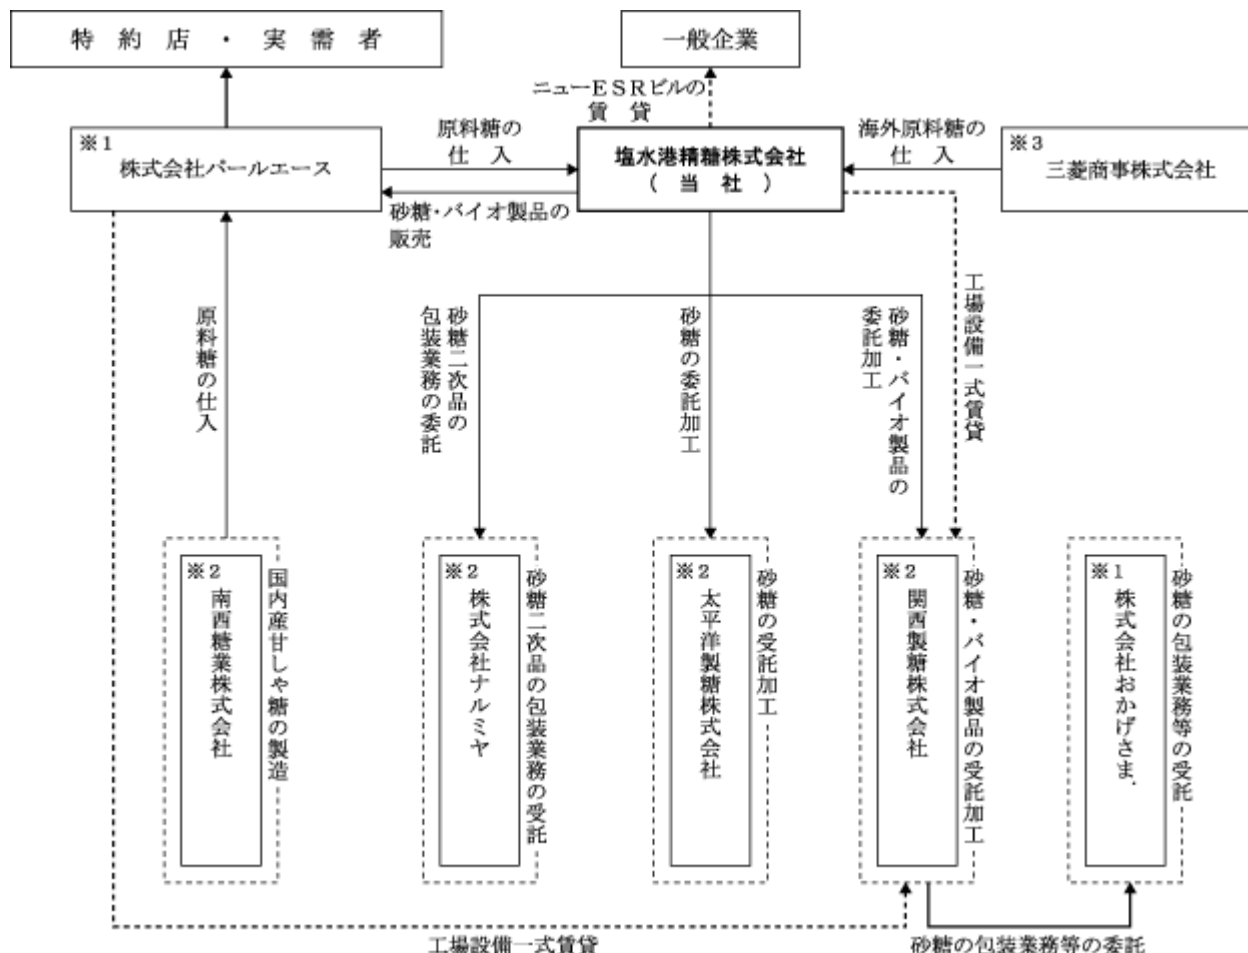 特約店・実需者
一般企業
ニューESRビルの
賃貸
※1
株式会社パールエース
原料糖の
仕入
塩水港精糖株式会社
(当社)
海外原料糖の
仕入
※3
三菱商事株式会社
砂糖・バイオ製品の
販売
原料糖の仕入
砂糖二次品の
包装業務の委託
砂糖の委託加工
砂糖・バイオ製品の
委託加工
工場設備一式賃貸
※2
南西糖業株式会社
国内産甘しゃ糖の製造
※2
株式会社ナルミヤ
砂糖二次品の包装業務の受託
※2
太平洋製糖株式会社
砂糖の受託加工
※2
関西製糖株式会社
砂糖・バイオ製品の受託加工
※1
株式会社おかげさま.
砂糖の包装業務等の受託
工場設備一式賃貸
砂糖の包装業務等の委託